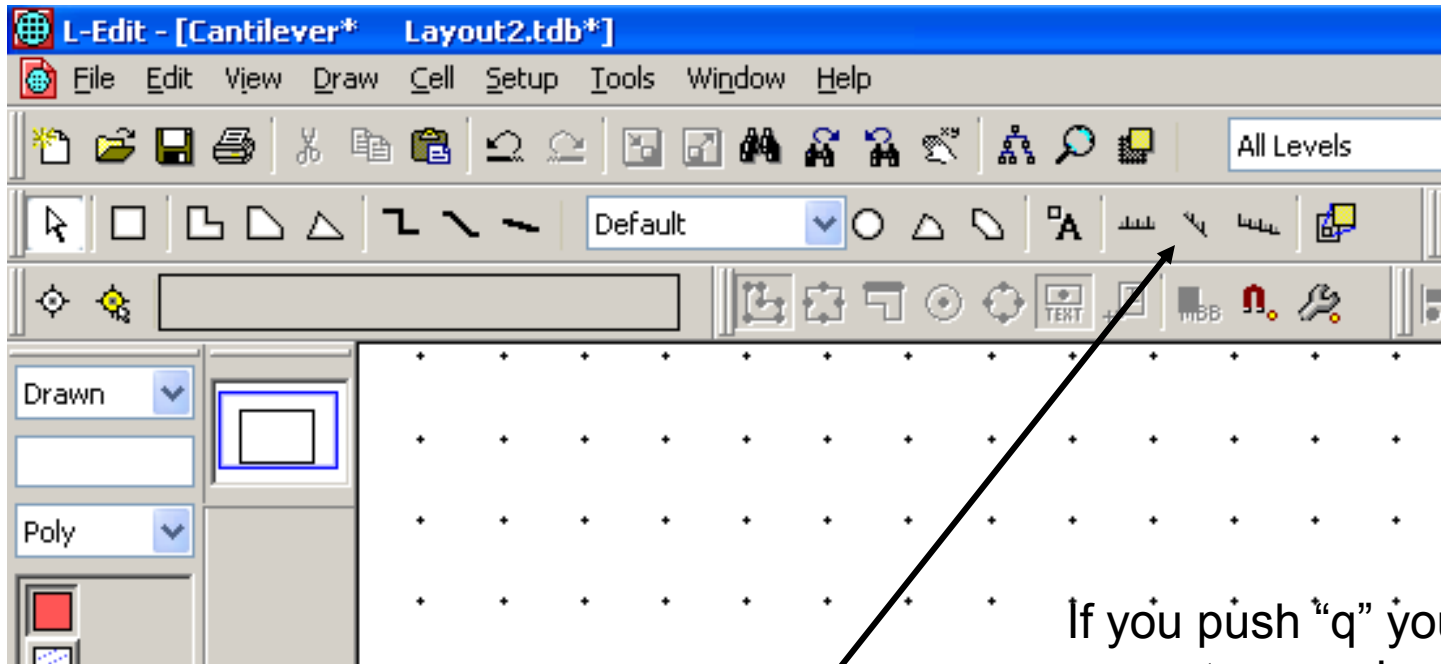 L-Edit - [Cantilever* Layout2.tdb*]
File Edit View Draw Cell Setup Tools Window Help
All Levels
Default
A
TEXT
MBB
Drawn
Poly
If you push “q”